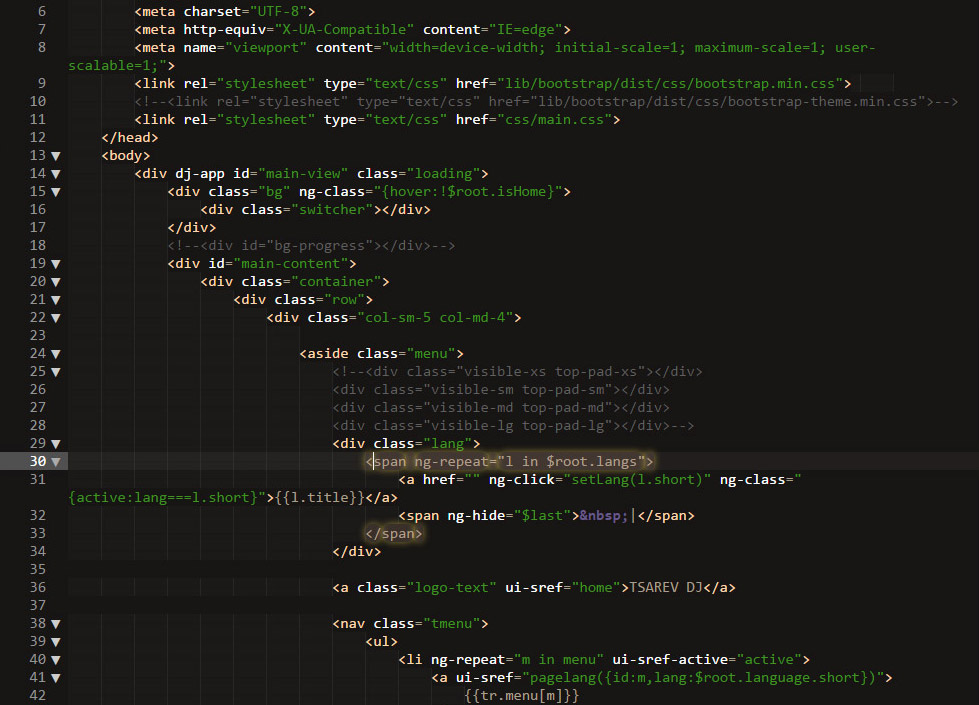 6 <meta charset="UTF-8">
7 <meta http-equiv="X-UA-Compatible" content="IE=edge">
8 <meta name="viewport" content="width=device-width; initial-scale=1; maximum-scale=1; user-
scalable=1;">
9 <link rel="stylesheet" type="text/css" href="lib/bootstrap/dist/css/bootstrap.min.css">
10 <!--<link rel="stylesheet" type="text/css" href="lib/bootstrap/dist/css/bootstrap-theme.min.css">-->
11 <link rel="stylesheet" type="text/css" href="css/main.css">
12 </head>
13 ▼ <body>
14 ▼ <div dj-app id="main-view" class="loading">
15 ▼ <div class="bg" ng-class="{hover:!$root.isHome}">
16 <div class="switcher"></div>
17 </div>
18 <!--<div id="bg-progress"></div>-->
19 ▼ <div id="main-content">
20 ▼ <div class="container">
21 ▼ <div class="row">
22 ▼ <div class="col-sm-5 col-md-4">
23
24 ▼ <aside class="menu">
25 ▼ <!--<div class="visible-xs top-pad-xs"></div>
26 <div class="visible-sm top-pad-sm"></div>
27 <div class="visible-md top-pad-md"></div>
28 <div class="visible-lg top-pad-lg"></div>-->
29 ▼ <div class="lang">
30 ▼ <span ng-repeat="l in $root.langs">
31 <a href="" ng-click="setLang(l.short)" ng-class="
{active:lang===l.short}">{{l.title}}</a>
32 <span ng-hide="$last">&nbsp;|</span>
33 </span>
34 </div>
35
36 <a class="logo-text" ui-sref="home">TSAREV DJ</a>
37
38 ▼ <nav class="tmenu">
39 ▼ <ul>
40 ▼ <li ng-repeat="m in menu" ui-sref-active="active">
41 ▼ <a ui-sref="pagelang({id:m,lang:$root.language.short})">
42 {{tr.menu[m]}}